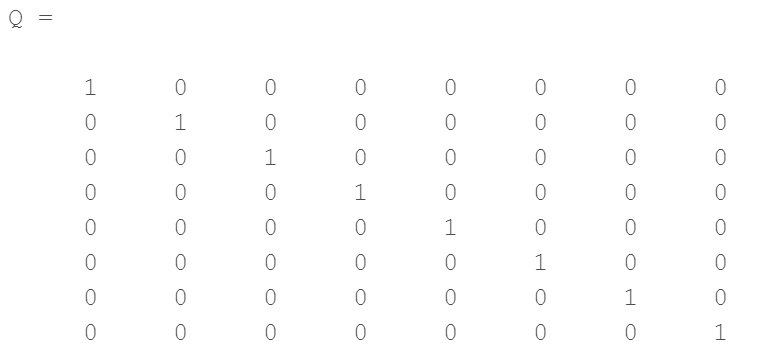 Q =
1 0 0 0 0 0 0 0
0 1 0 0 0 0 0 0
0 0 1 0 0 0 0 0
0 0 0 1 0 0 0 0
0 0 0 0 1 0 0 0
0 0 0 0 0 1 0 0
0 0 0 0 0 0 1 0
0 0 0 0 0 0 0 1